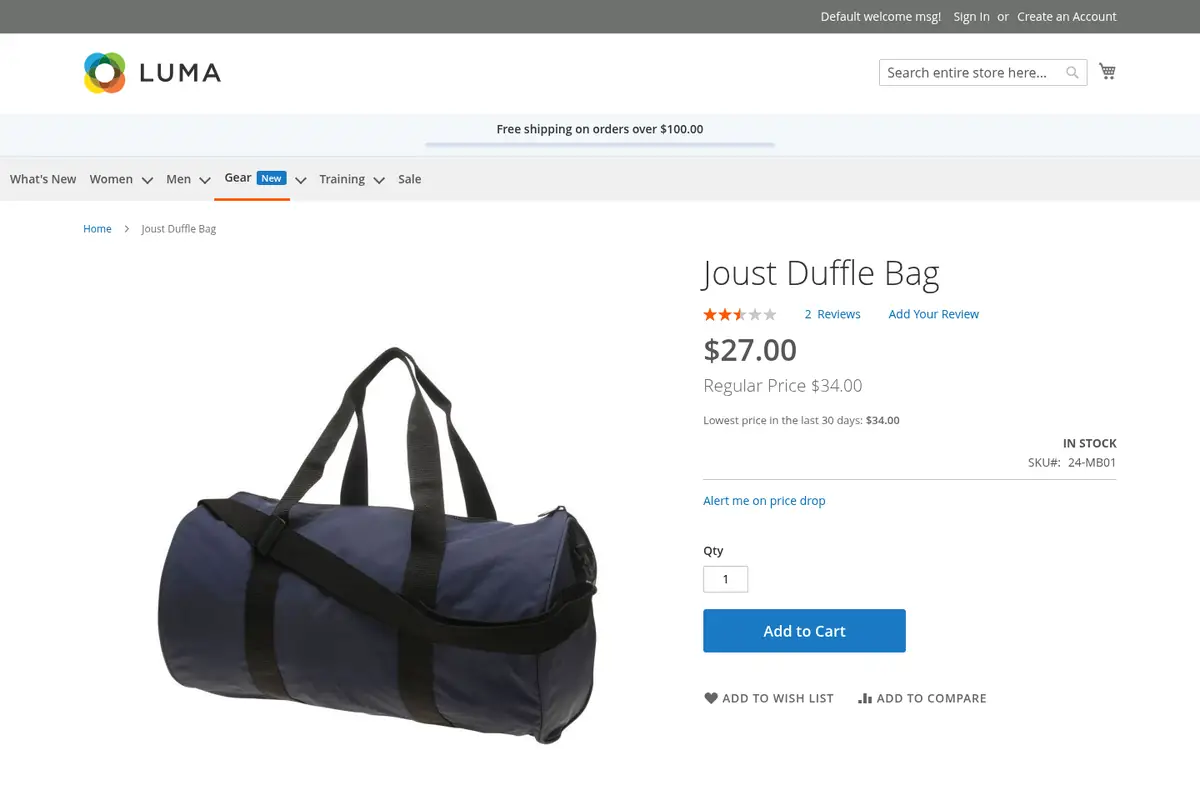 Default welcome msg! Sign In or Create an Account
LUMA
Search entire store here...
Free shipping on orders over $100.00
What's New Women Men Gear New Training Sale
Home Joust Duffle Bag
Joust Duffle Bag
2 Reviews Add Your Review
$27.00
Regular Price $34.00
Lowest price in the last 30 days: $34.00
IN STOCK
SKU#: 24-MB01
Alert me on price drop
Qty
1
Add to Cart
ADD TO WISH LIST ADD TO COMPARE